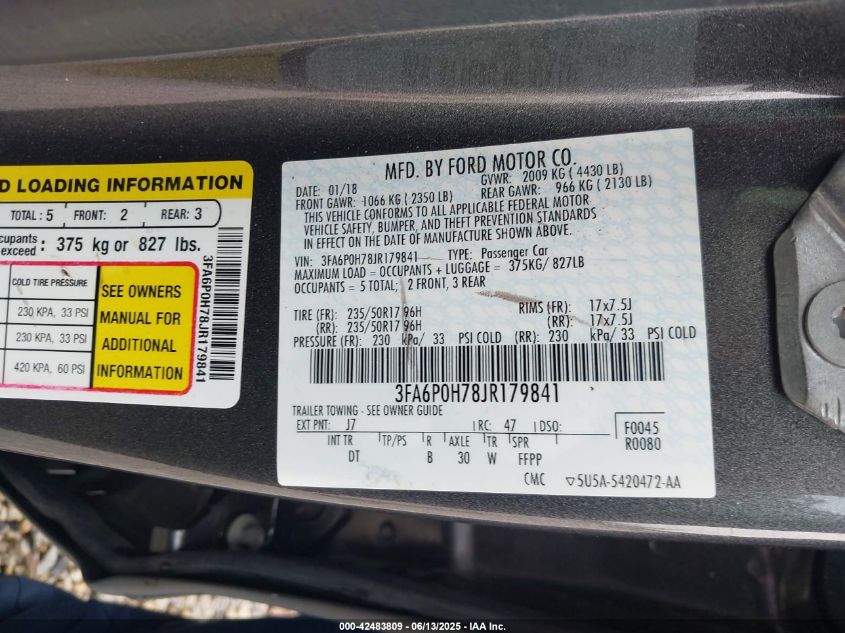 D LOADING INFORMATION
TOTAL : 5 FRONT: 2 REAR: 3
cupants
exceed : 375 kg or 827 lbs.
COLD TIRE PRESSURE
230 KPA, 33 PSI
230 KPA, 33 PSI
420 KPA, 60 PSI
SEE OWNERS
MANUAL FOR
ADDITIONAL
INFORMATION
3FA6P0H78JR179841
MFD. BY FORD MOTOR CO.
DATE: 01/18 GVWR: 2009 KG ( 4430 LB)
FRONT GAWR: 1066 KG ( 2350 LB) REAR GAWR: 966 KG ( 2130 LB)
THIS VEHICLE CONFORMS TO ALL APPLICABLE FEDERAL MOTOR
VEHICLE SAFETY, BUMPER, AND THEFT PREVENTION STANDARDS
IN EFFECT ON THE DATE OF MANUFACTURE SHOWN ABOVE.
VIN: 3FA6P0H78JR179841 TYPE: Passenger Car
MAXIMUM LOAD = OCCUPANTS + LUGGAGE = 375KG/ 827LB
OCCUPANTS = 5 TOTAL; 2 FRONT, 3 REAR
TIRE (FR): 235/50R17 96H RIMS (FR): 17x7.5J
(RR): 235/50R17 96H (RR): 17x7.5J
PRESSURE (FR): 230 kPa/ 33 PSI COLD (RR): 230 kPa/ 33 PSI COLD
3FA6P0H78JR179841
TRAILER TOWING - SEE OWNER GUIDE
EXT PNT: J7 RC: 47 DSO: F0045
INT TR TP/PS R AXLE TR SPR R0080
DT B 30 W FFPP
CMC ▽5U5A-5420472-AA
000-42483809 - 06/13/2025 - IAA Inc.